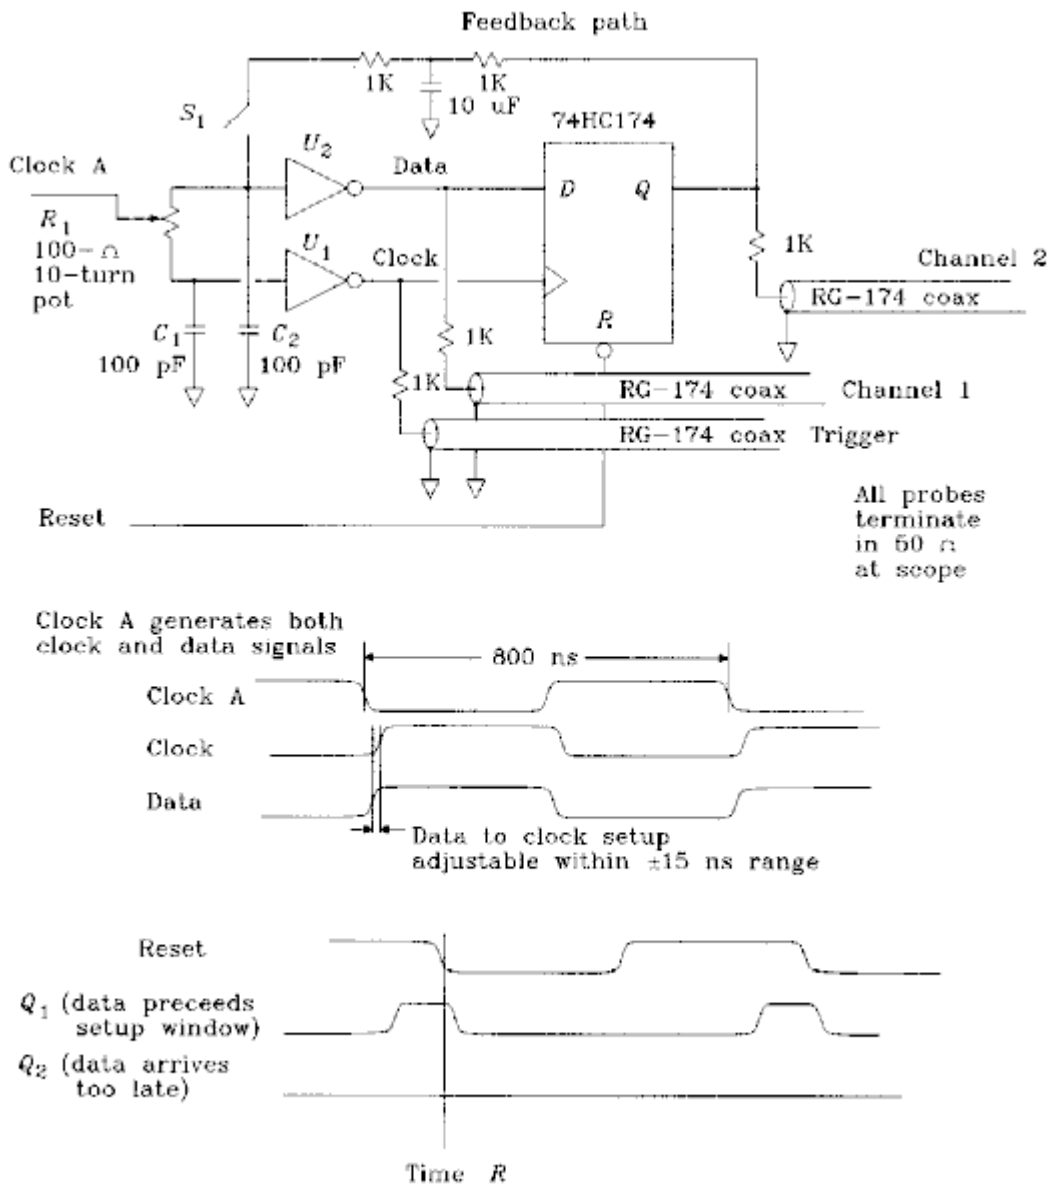 Feedback path
1K
1K
10 uF
S1
74HC174
U2
Clock A
Data
D Q
R1
100-Ω
10-turn
pot
U1
Clock
1K
Channel 2
RG-174 coax
C1
100 pF
C2
100 pF
R
1K
1K
RG-174 coax Channel 1
RG-174 coax Trigger
Reset
All probes
terminate
in 50 Ω
at scope
Clock A generates both
clock and data signals
800 ns
Clock A
Clock
Data
Data to clock setup
adjustable within ±15 ns range
Reset
Q1 (data preceeds
setup window)
Q2 (data arrives
too late)
Time R